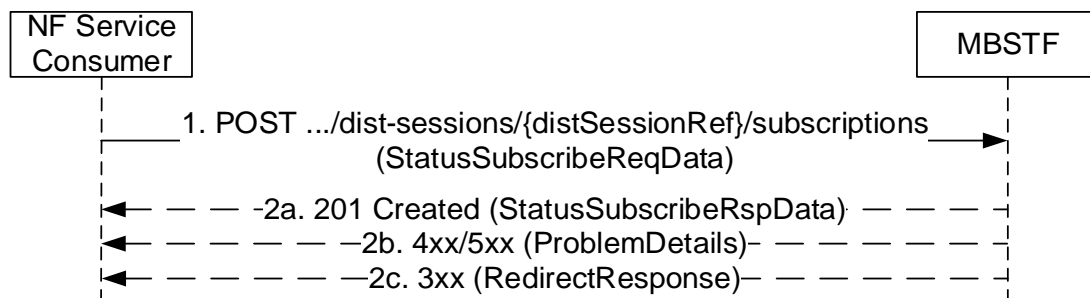 NF Service
Consumer
MBSTF
1. POST .../dist-sessions/{distSessionRef}/subscriptions
(StatusSubscribeReqData)
2a. 201 Created (StatusSubscribeRspData)
2b. 4xx/5xx (ProblemDetails)
2c. 3xx (RedirectResponse)